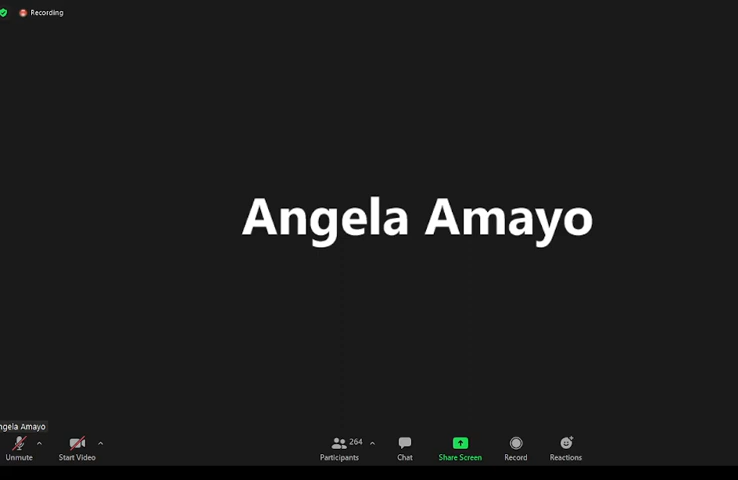 Recording
Angela Amayo
ngela Amayo
Unmute
Start Video
264
Participants
Chat
Share Screen
Record
Reactions